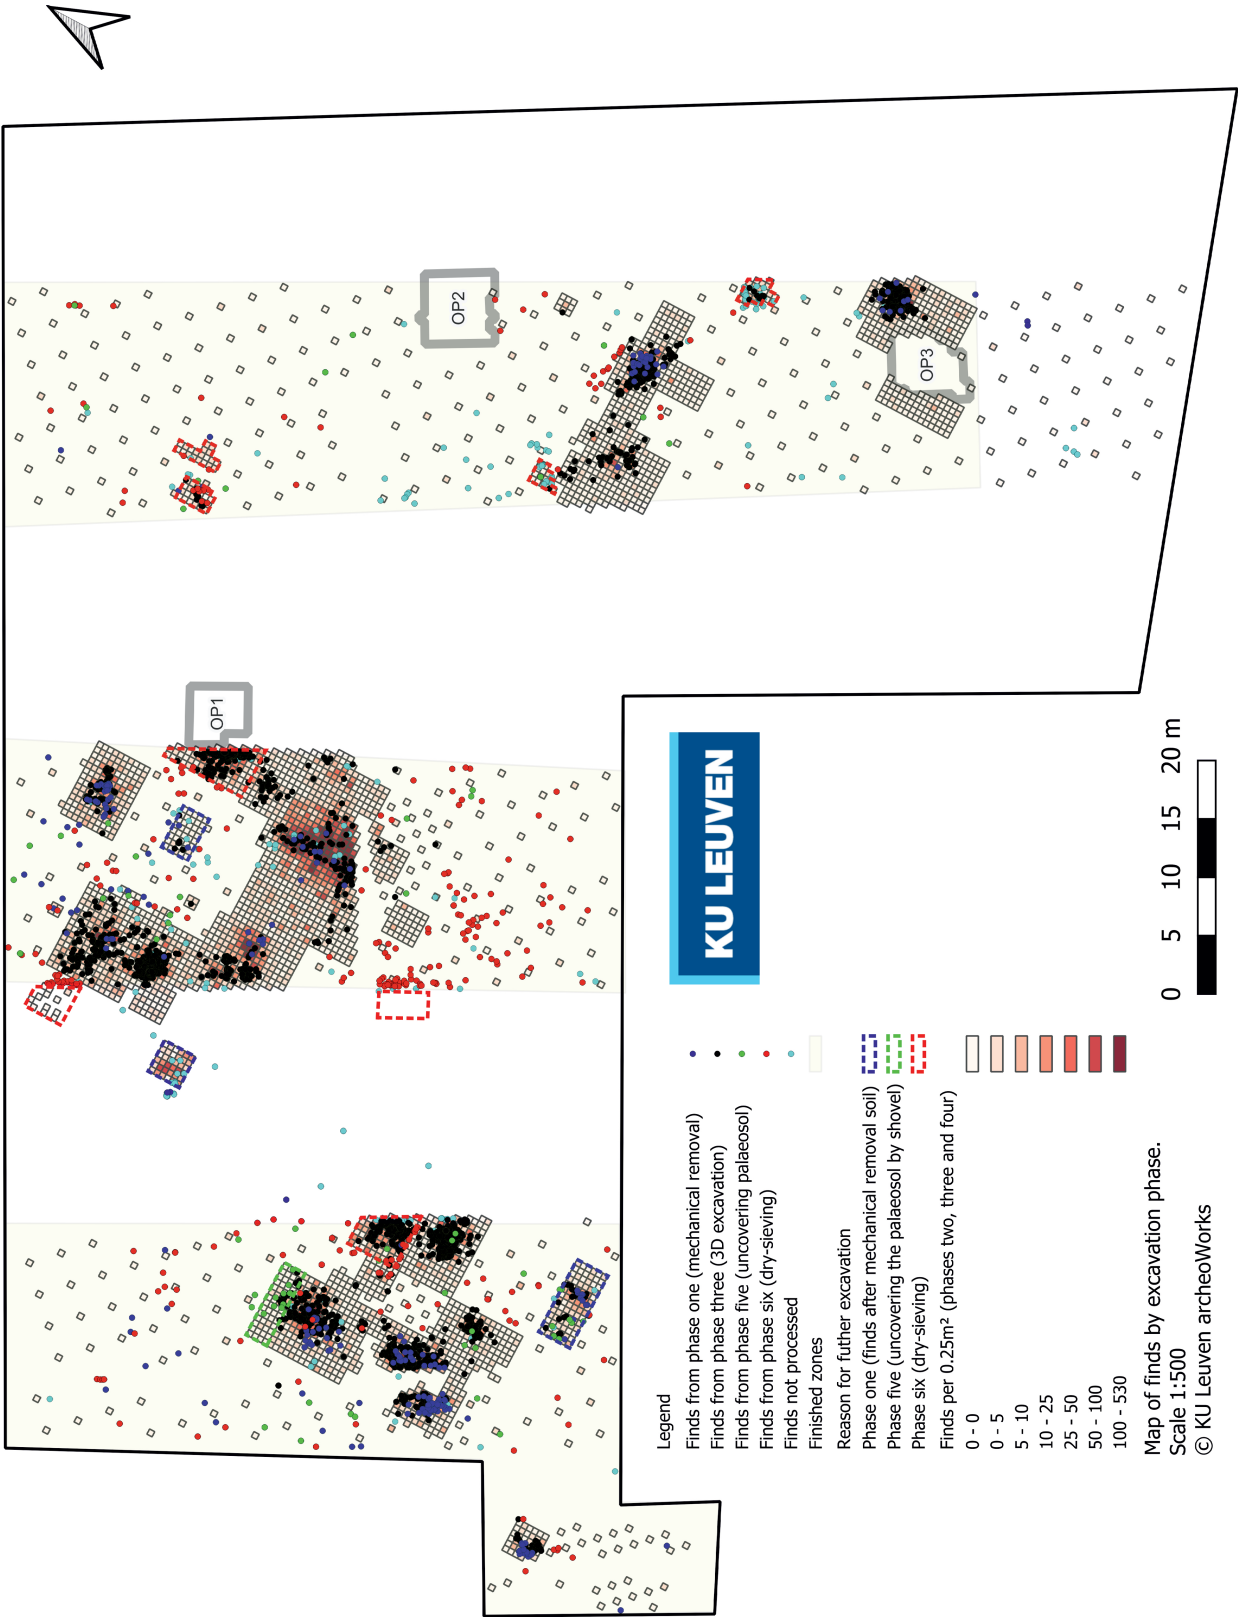 OP1
OP2
OP3
KU LEUVEN
Legend
Finds from phase one (mechanical removal)
Finds from phase three (3D excavation)
Finds from phase five (uncovering palaeosol)
Finds from phase six (dry-sieving)
Finds not processed
Finished zones
Reason for futher excavation
Phase one (finds after mechanical removal soil)
Phase five (uncovering the palaeosol by shovel)
Phase six (dry-sieving)
Finds per 0.25m² (phases two, three and four)
0 - 0
0 - 5
5 - 10
10 - 25
25 - 50
50 - 100
100 - 530
0 5 10 15 20 m
Map of finds by excavation phase.
Scale 1:500
© KU Leuven archeoWorks